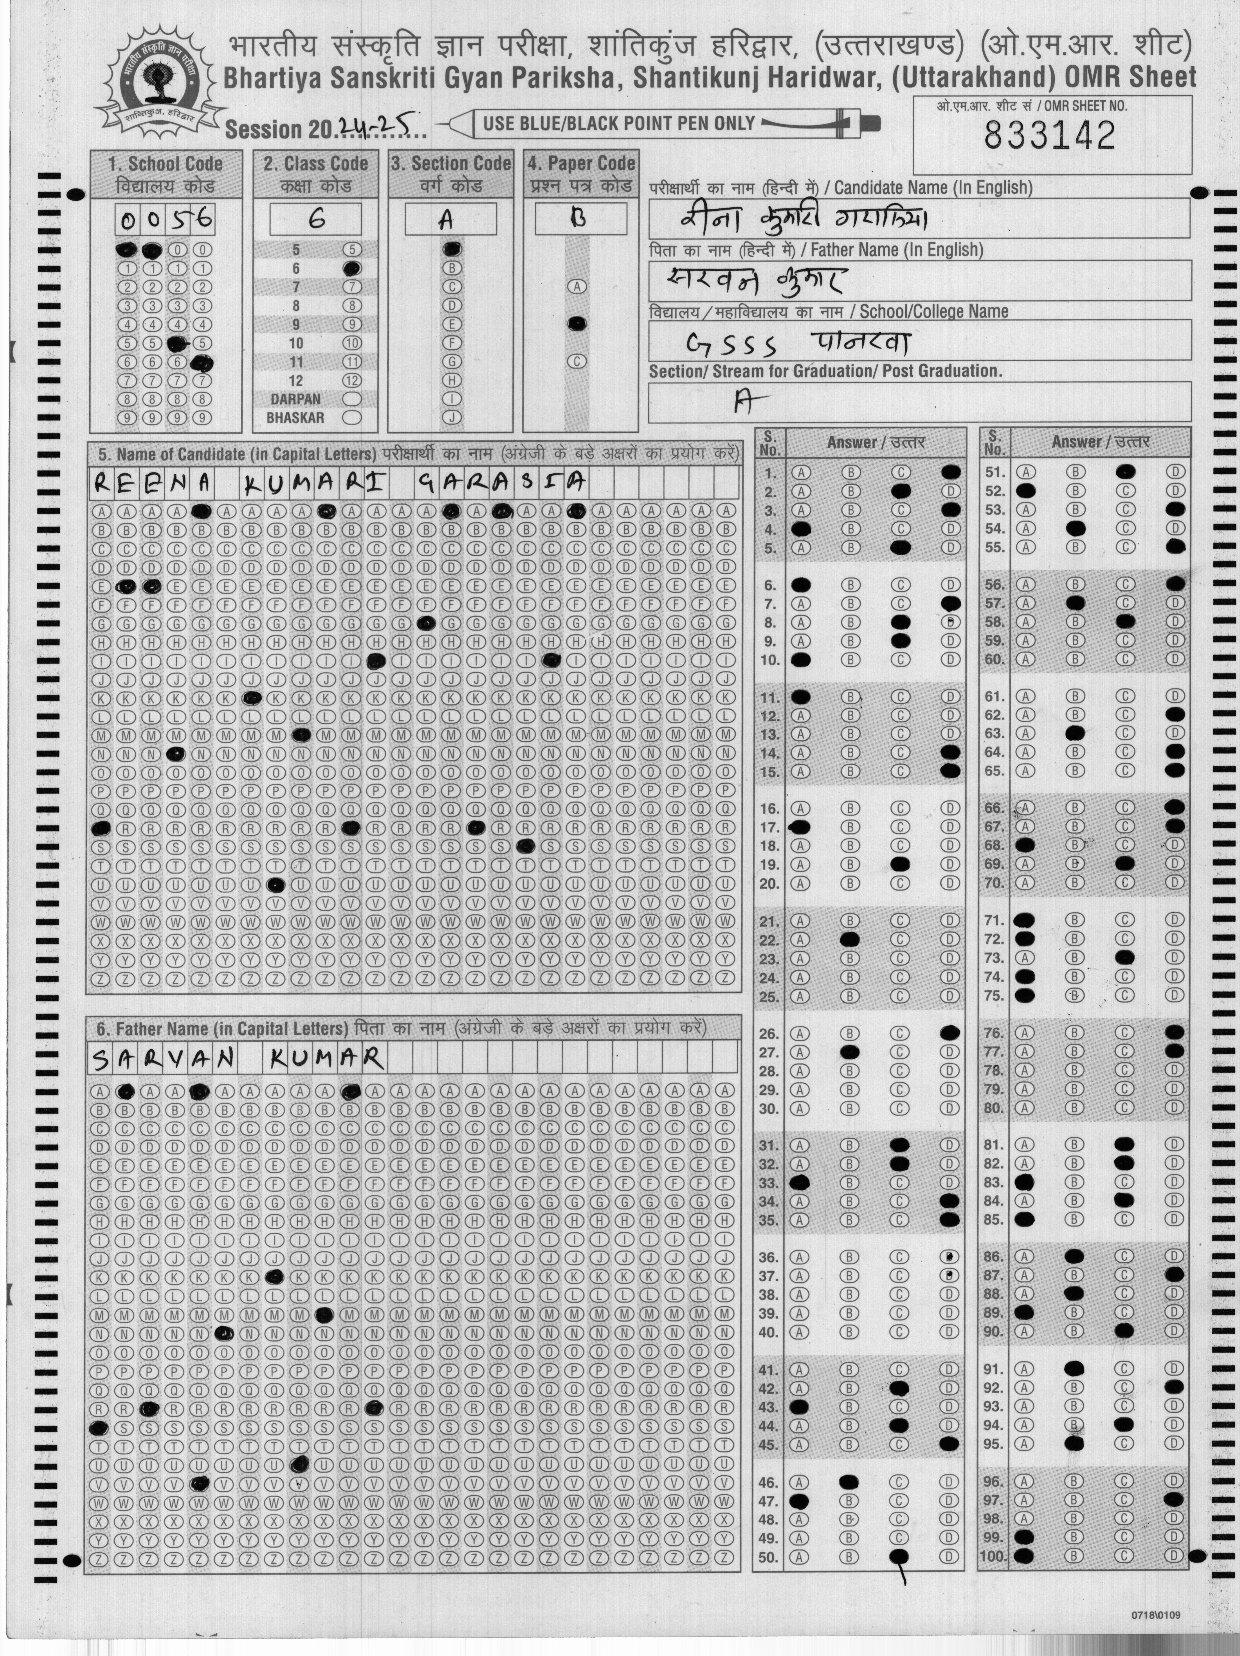 भारतीय संस्कृति ज्ञान परीक्षा, शांतिकुंज हरिद्वार, (उत्तराखण्ड) (ओ.एम.आर. शीट)
Bhartiya Sanskriti Gyan Pariksha, Shantikunj Haridwar, (Uttarakhand) OMR Sheet
Session 2024-25
USE BLUE/BLACK POINT PEN ONLY
ओ.एम.आर. शीट सं / OMR SHEET NO.
833142
1. School Code
विद्यालय कोड
0056
2. Class Code
कक्षा कोड
6
5
6
7
8
9
10
11
12
DARPAN
BHASKAR
3. Section Code
वर्ग कोड
A
4. Paper Code
प्रश्न पत्र कोड
B
परीक्षार्थी का नाम (हिन्दी में) / Candidate Name (In English)
रीना कुमारी गरासिया
पिता का नाम (हिन्दी में) / Father Name (In English)
सरवन कुमार
विद्यालय/महाविद्यालय का नाम / School/College Name
GSSS पानरवा
Section/ Stream for Graduation/ Post Graduation.
A
5. Name of Candidate (in Capital Letters) परीक्षार्थी का नाम (अंग्रेजी के बड़े अक्षरों का प्रयोग करें)
REENA KUMARI GARASIA
6. Father Name (in Capital Letters) पिता का नाम (अंग्रेजी के बड़े अक्षरों का प्रयोग करें)
SARVAN KUMAR
S. No. Answer / उत्तर
S. No. Answer / उत्तर
0718\0109